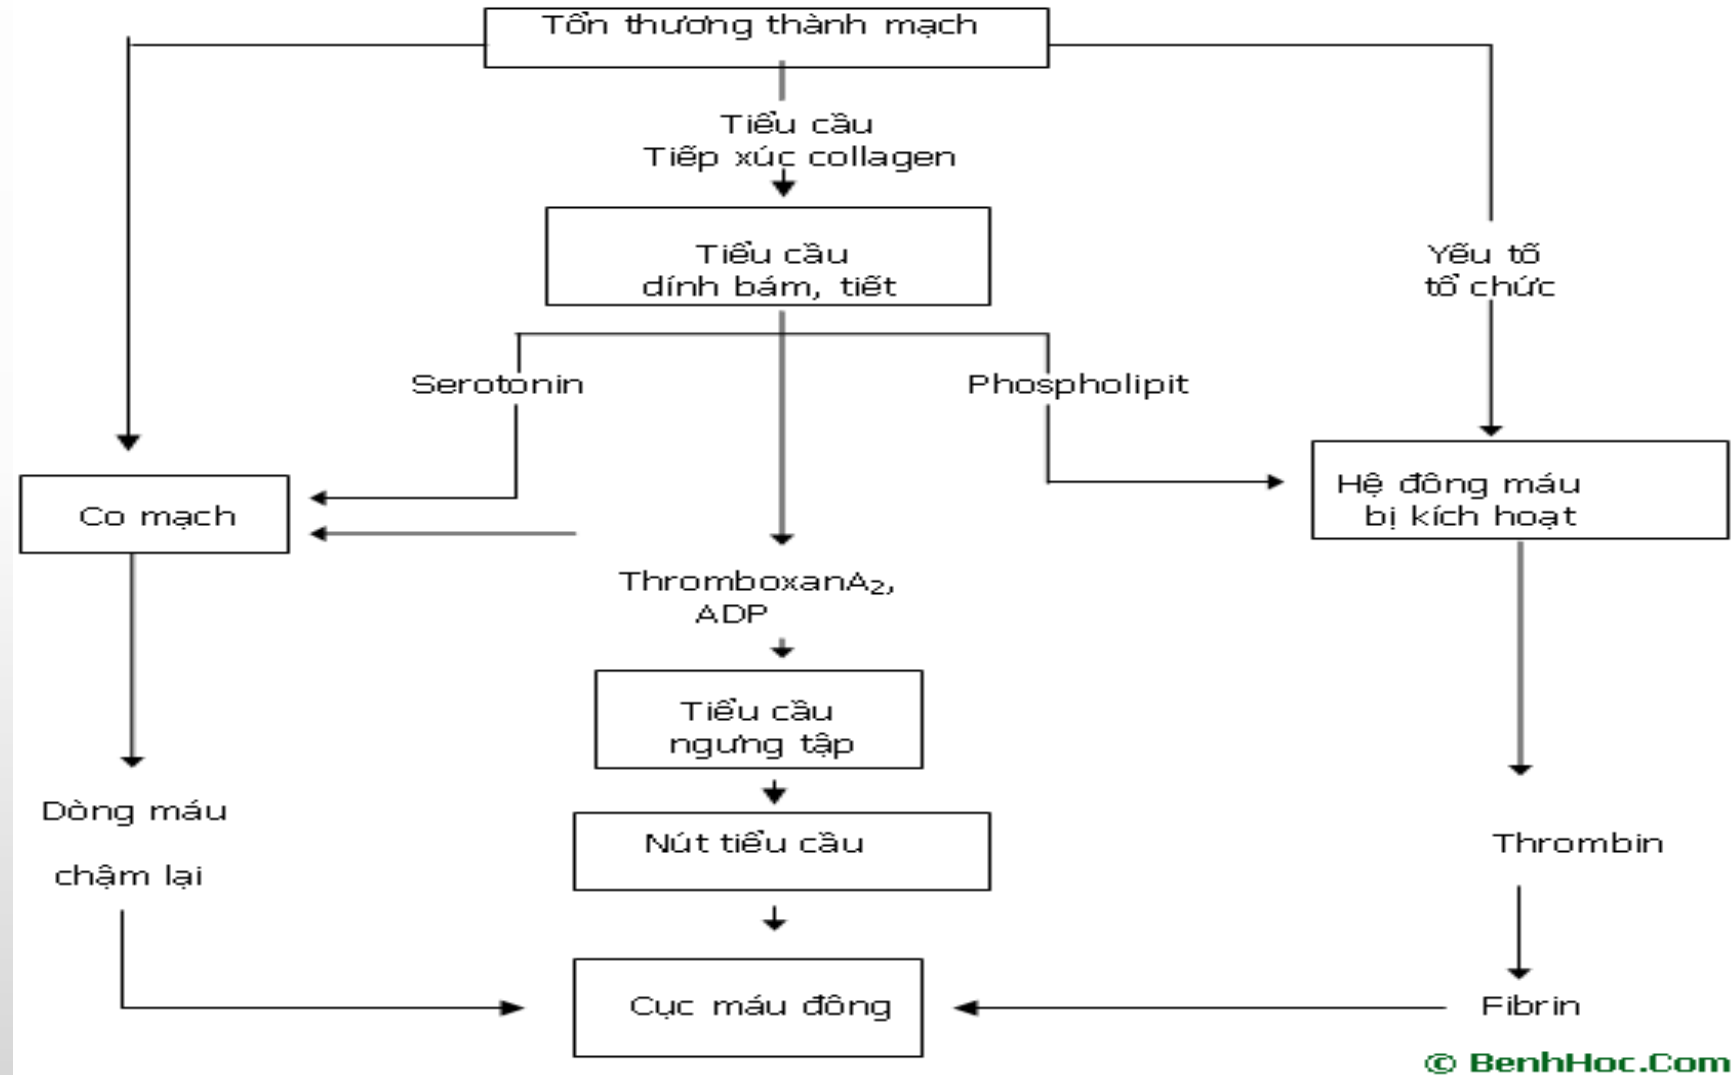 Tổn thương thành mạch
Tiểu cầu
Tiếp xúc collagen
Tiểu cầu
dính bám, tiết
Yếu tố
tổ chức
Serotonin
Phospholipit
Co mạch
Hệ đông máu
bị kích hoạt
ThromboxanA₂,
ADP
Tiểu cầu
ngưng tập
Dòng máu
chậm lại
Nút tiểu cầu
Thrombin
Cục máu đông
Fibrin
© BenhHoc.Com